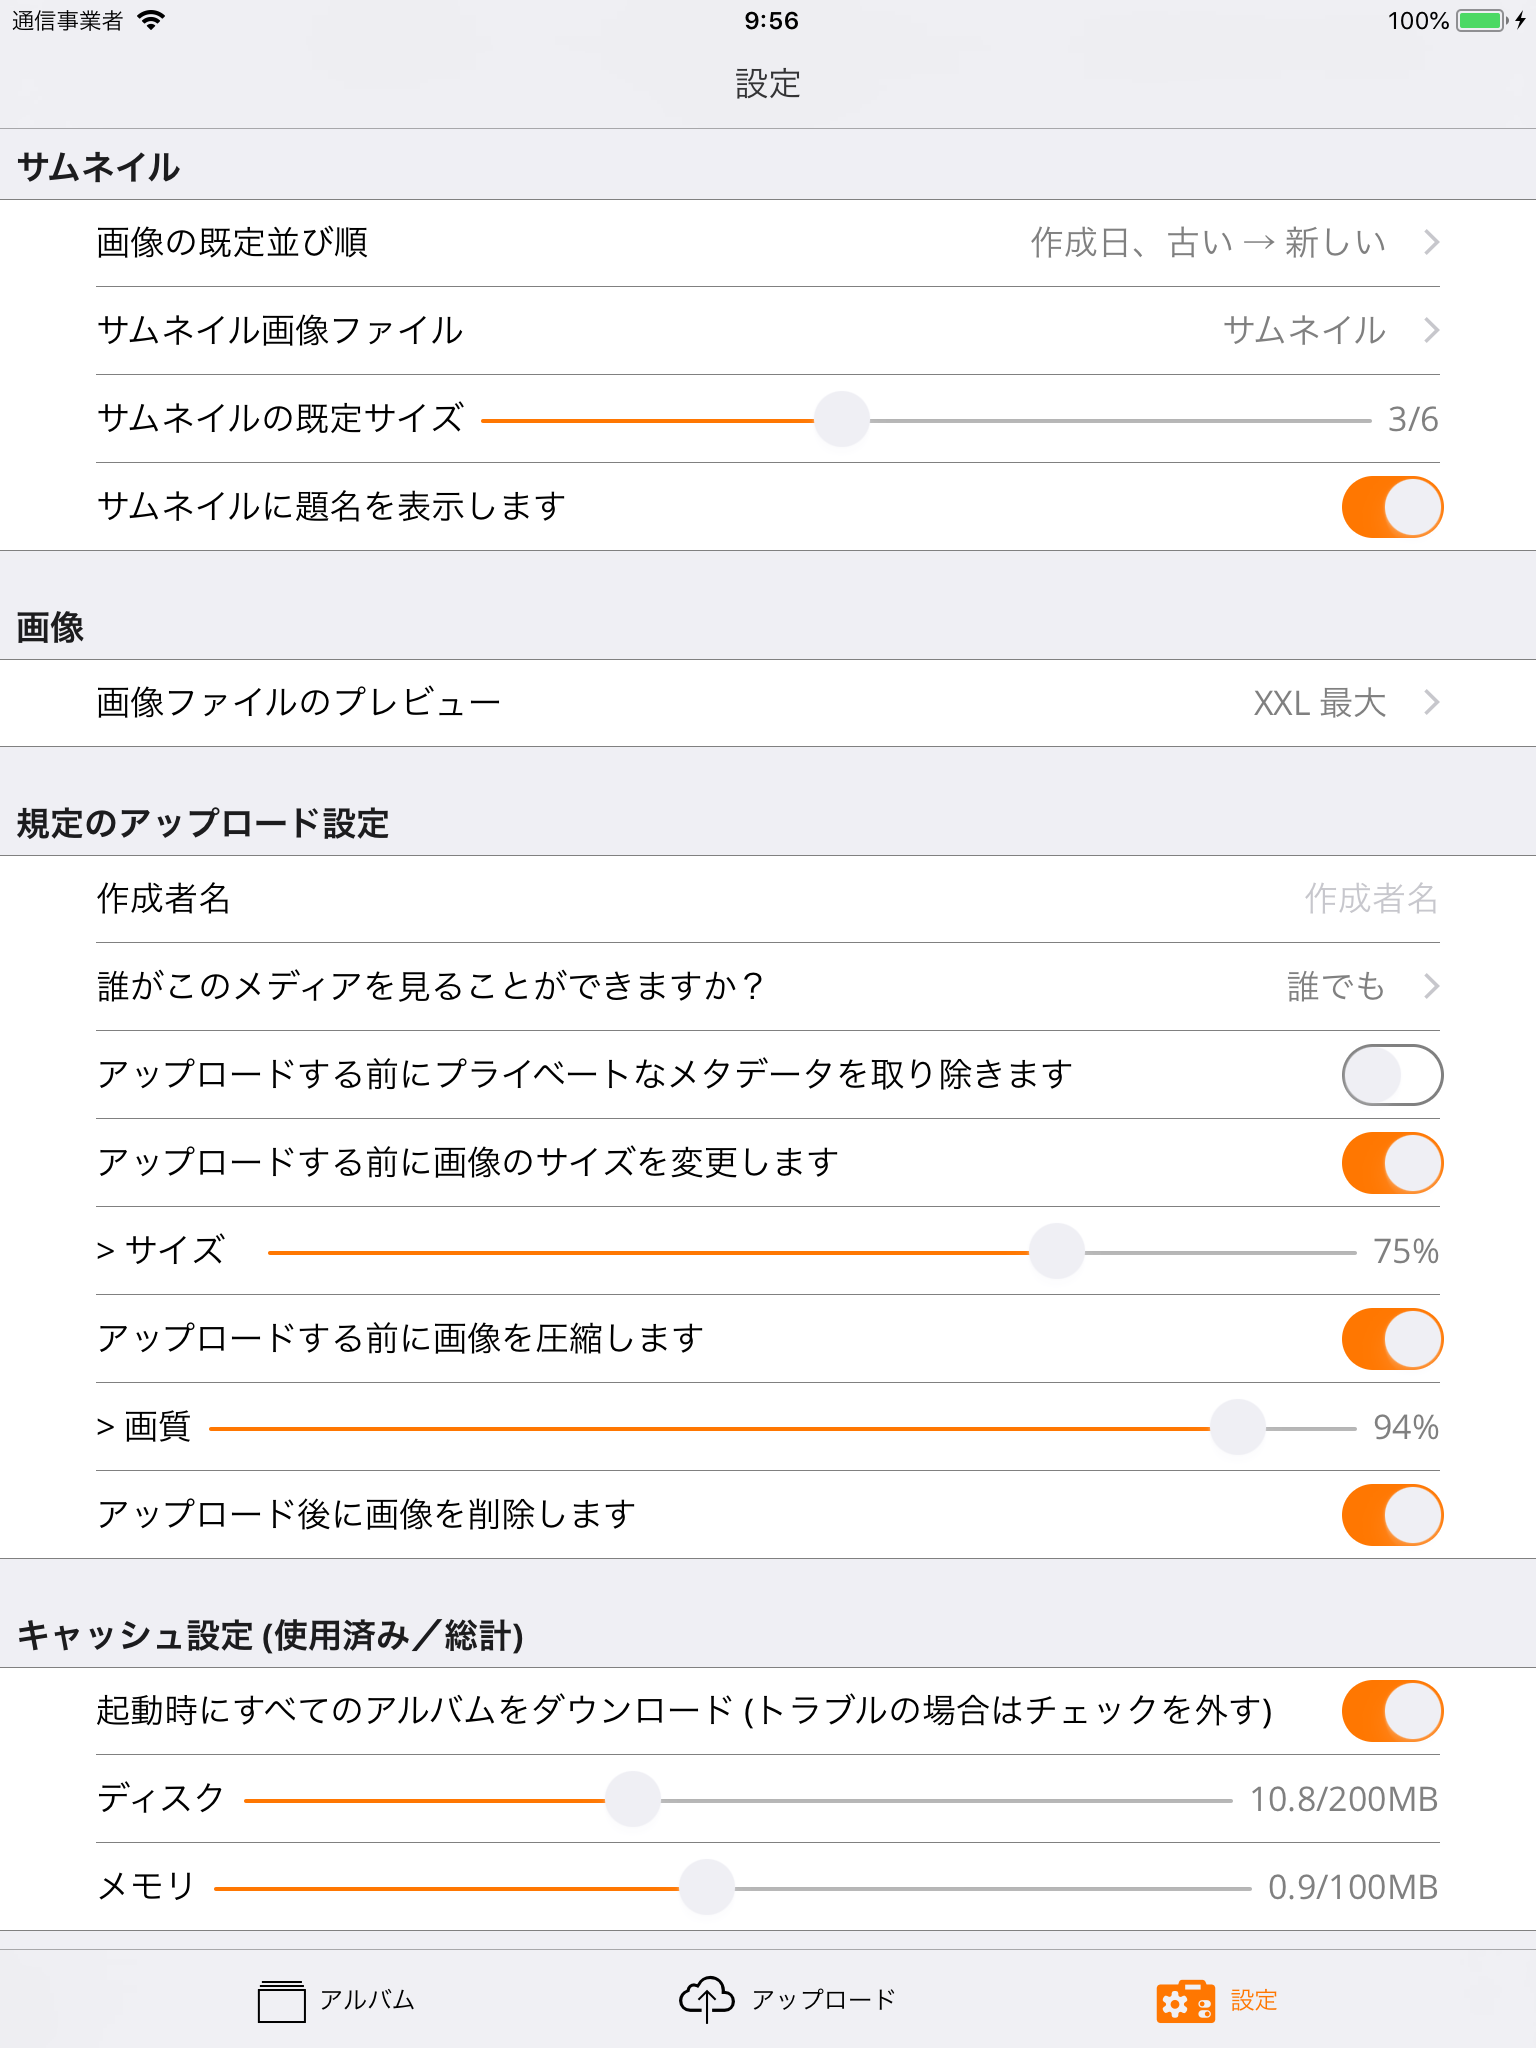 通信事業者 9:56 100%
設定
サムネイル
画像の既定並び順 作成日、古い → 新しい
サムネイル画像ファイル サムネイル
サムネイルの既定サイズ 3/6
サムネイルに題名を表示します
画像
画像ファイルのプレビュー XXL 最大
規定のアップロード設定
作成者名 作成者名
誰がこのメディアを見ることができますか？ 誰でも
アップロードする前にプライベートなメタデータを取り除きます
アップロードする前に画像のサイズを変更します
> サイズ 75%
アップロードする前に画像を圧縮します
> 画質 94%
アップロード後に画像を削除します
キャッシュ設定 (使用済み／総計)
起動時にすべてのアルバムをダウンロード (トラブルの場合はチェックを外す)
ディスク 10.8/200MB
メモリ 0.9/100MB
アルバム アップロード 設定